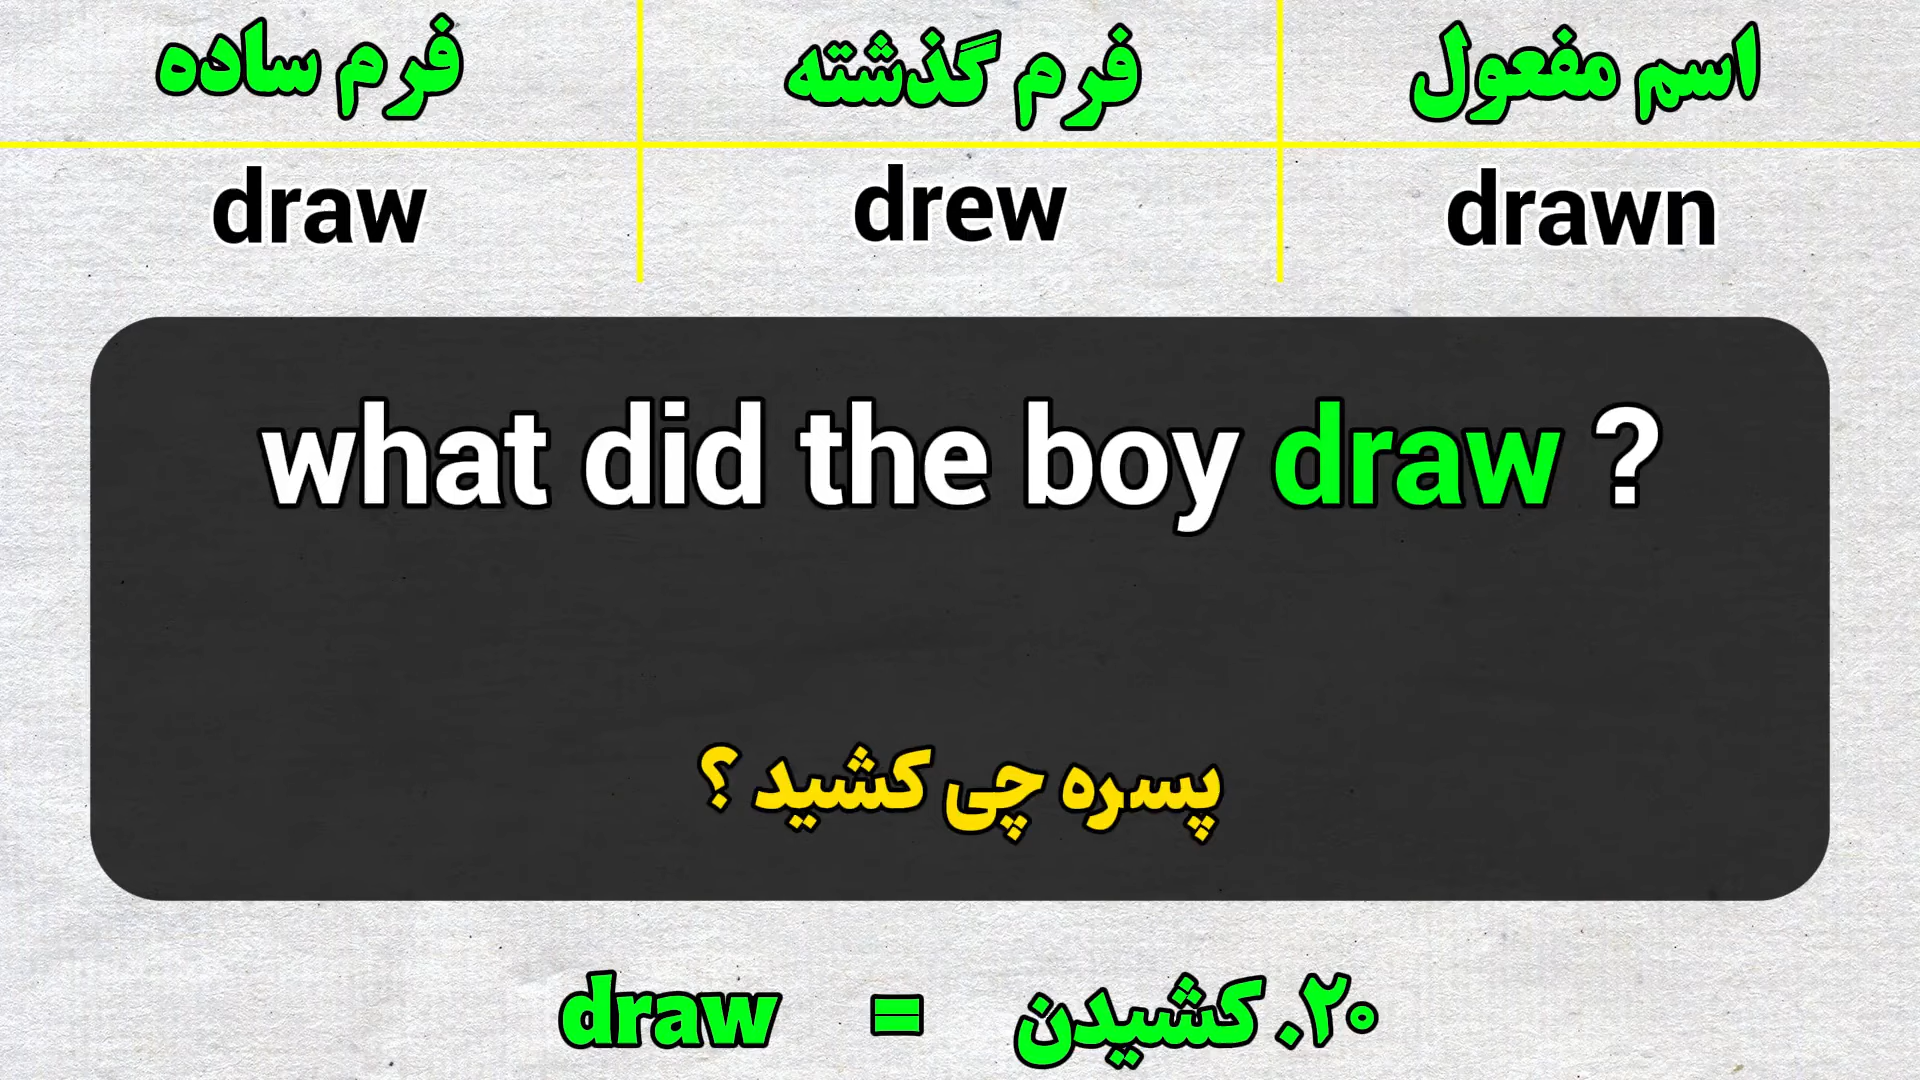 فرم ساده
فرم گذشته
اسم مفعول
draw
drew
drawn
what did the boy draw ?
پسره چی کشید ؟
۲۰. کشیدن = draw